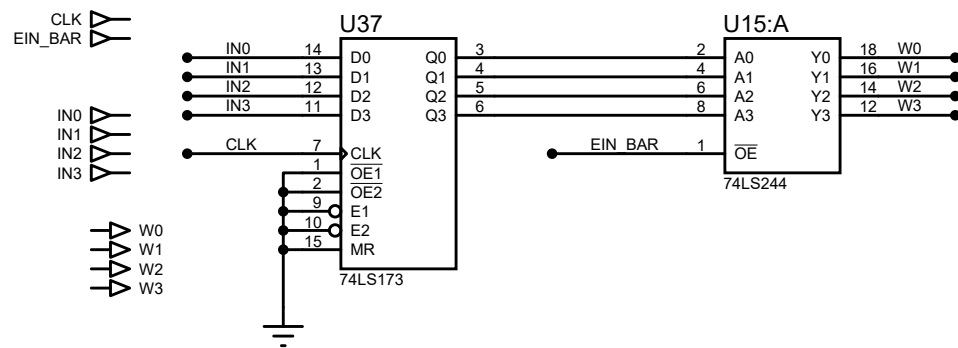 CLK
EIN_BAR
IN0
IN1
IN2
IN3
W0
W1
W2
W3
U37
IN0 14 D0 Q0 3
IN1 13 D1 Q1 4
IN2 12 D2 Q2 5
IN3 11 D3 Q3 6
CLK 7 CLK
1 OE1
2 OE2
9 E1
10 E2
15 MR
74LS173
U15:A
2 A0 Y0 18 W0
4 A1 Y1 16 W1
6 A2 Y2 14 W2
8 A3 Y3 12 W3
EIN_BAR 1 OE
74LS244